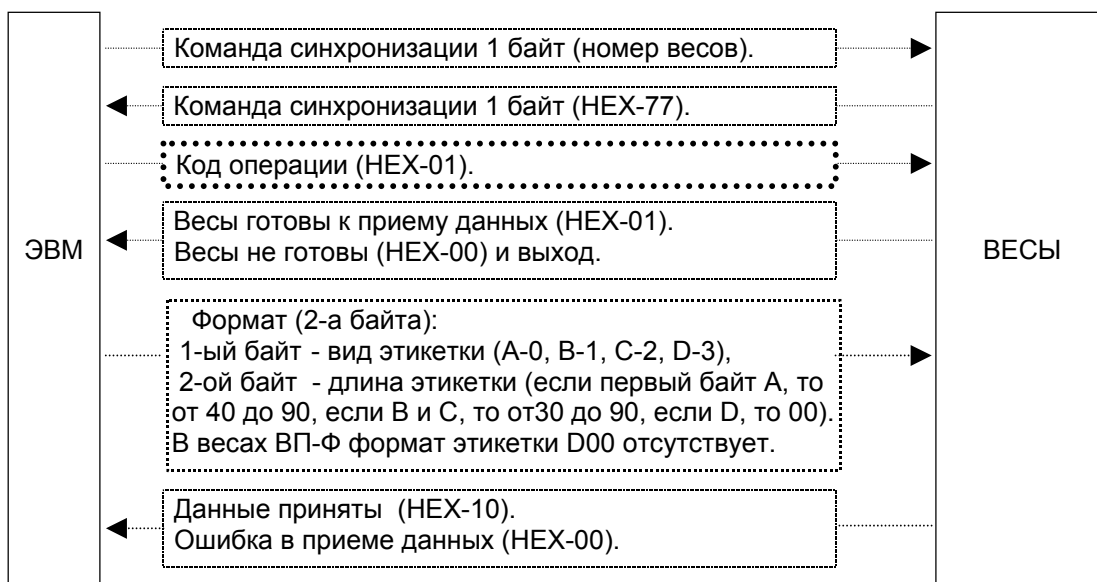 Команда синхронизации 1 байт (номер весов).
Команда синхронизации 1 байт (HEX-77).
Код операции (HEX-01).
Весы готовы к приему данных (HEX-01).
Весы не готовы (HEX-00) и выход.
ЭВМ
ВЕСЫ
Формат (2-а байта):
1-ый байт - вид этикетки (A-0, B-1, C-2, D-3),
2-ой байт - длина этикетки (если первый байт А, то
от 40 до 90, если В и С, то от30 до 90, если D, то 00).
В весах ВП-Ф формат этикетки D00 отсутствует.
Данные приняты (HEX-10).
Ошибка в приеме данных (HEX-00).